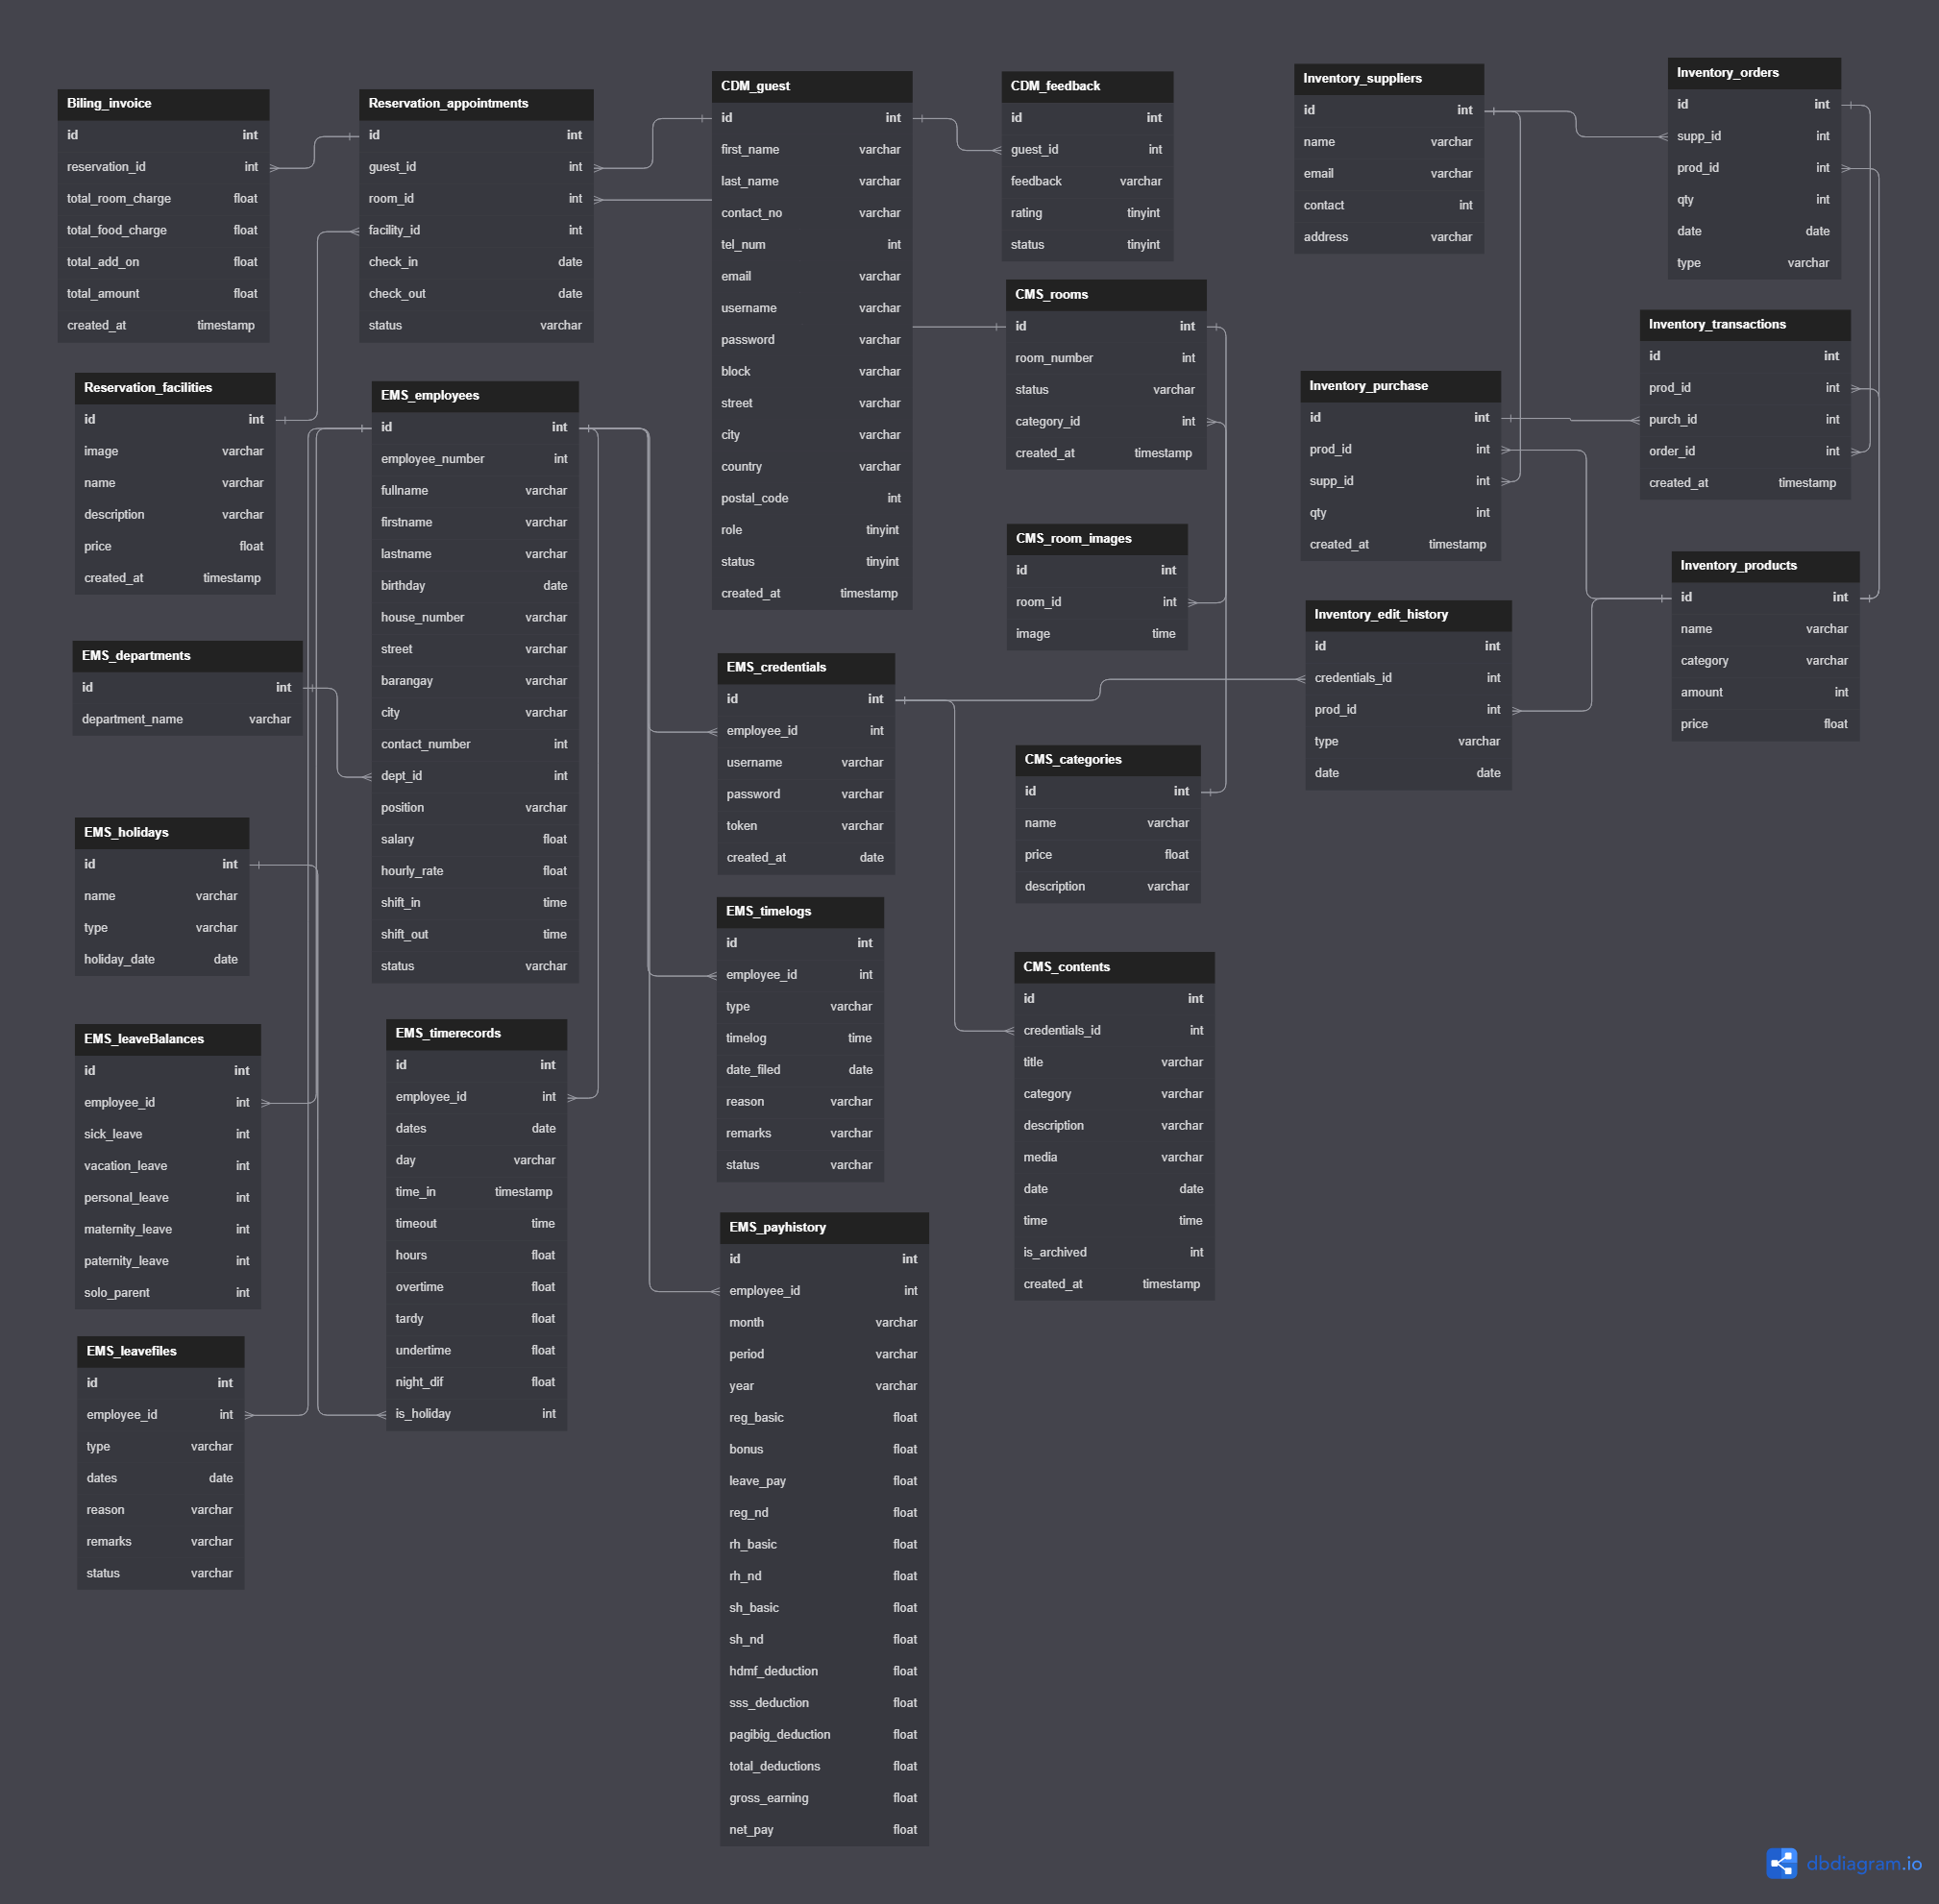 Biling_invoice
id int
reservation_id int
total_room_charge float
total_food_charge float
total_add_on float
total_amount float
created_at timestamp
Reservation_appointments
id int
guest_id int
room_id int
facility_id int
check_in date
check_out date
status varchar
CDM_guest
id int
first_name varchar
last_name varchar
contact_no varchar
tel_num int
email varchar
username varchar
password varchar
block varchar
street varchar
city varchar
country varchar
postal_code int
role tinyint
status tinyint
created_at timestamp
CDM_feedback
id int
guest_id int
feedback varchar
rating tinyint
status tinyint
Inventory_suppliers
id int
name varchar
email varchar
contact int
address varchar
Inventory_orders
id int
supp_id int
prod_id int
qty int
date date
type varchar
CMS_rooms
id int
room_number int
status varchar
category_id int
created_at timestamp
Inventory_transactions
id int
prod_id int
purch_id int
order_id int
created_at timestamp
Reservation_facilities
id int
image varchar
name varchar
description varchar
price float
created_at timestamp
EMS_employees
id int
employee_number int
fullname varchar
firstname varchar
lastname varchar
birthday date
house_number varchar
street varchar
barangay varchar
city varchar
contact_number int
dept_id int
position varchar
salary float
hourly_rate float
shift_in time
shift_out time
status varchar
Inventory_purchase
id int
prod_id int
supp_id int
qty int
created_at timestamp
CMS_room_images
id int
room_id int
image time
Inventory_products
id int
name varchar
category varchar
amount int
price float
Inventory_edit_history
id int
credentials_id int
prod_id int
type varchar
date date
EMS_departments
id int
department_name varchar
EMS_credentials
id int
employee_id int
username varchar
password varchar
token varchar
created_at date
CMS_categories
id int
name varchar
price float
description varchar
EMS_holidays
id int
name varchar
type varchar
holiday_date date
EMS_timelogs
id int
employee_id int
type varchar
timelog time
date_filed date
reason varchar
remarks varchar
status varchar
CMS_contents
id int
credentials_id int
title varchar
category varchar
description varchar
media varchar
date date
time time
is_archived int
created_at timestamp
EMS_leaveBalances
id int
employee_id int
sick_leave int
vacation_leave int
personal_leave int
maternity_leave int
paternity_leave int
solo_parent int
EMS_timerecords
id int
employee_id int
dates date
day varchar
time_in timestamp
timeout time
hours float
overtime float
tardy float
undertime float
night_dif float
is_holiday int
EMS_payhistory
id int
employee_id int
month varchar
period varchar
year varchar
reg_basic float
bonus float
leave_pay float
reg_nd float
rh_basic float
rh_nd float
sh_basic float
sh_nd float
hdmf_deduction float
sss_deduction float
pagibig_deduction float
total_deductions float
gross_earning float
net_pay float
EMS_leavefiles
id int
employee_id int
type varchar
dates date
reason varchar
remarks varchar
status varchar
dbdiagram.io